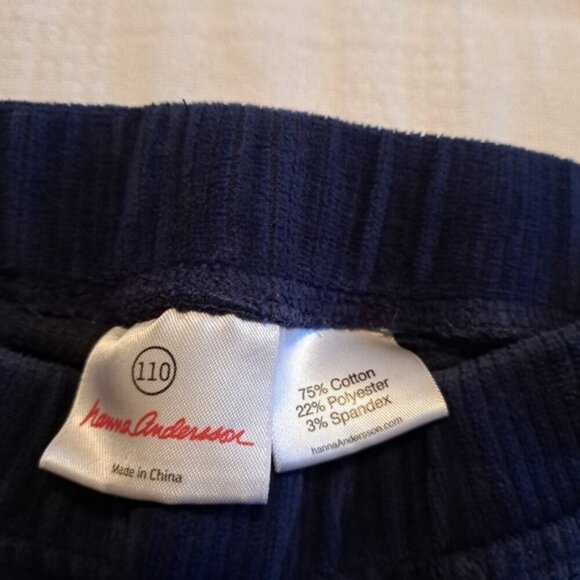 110
hanna Andersson
Made in China
75% Cotton
22% Polyester
3% Spandex
hannaAndersson.com